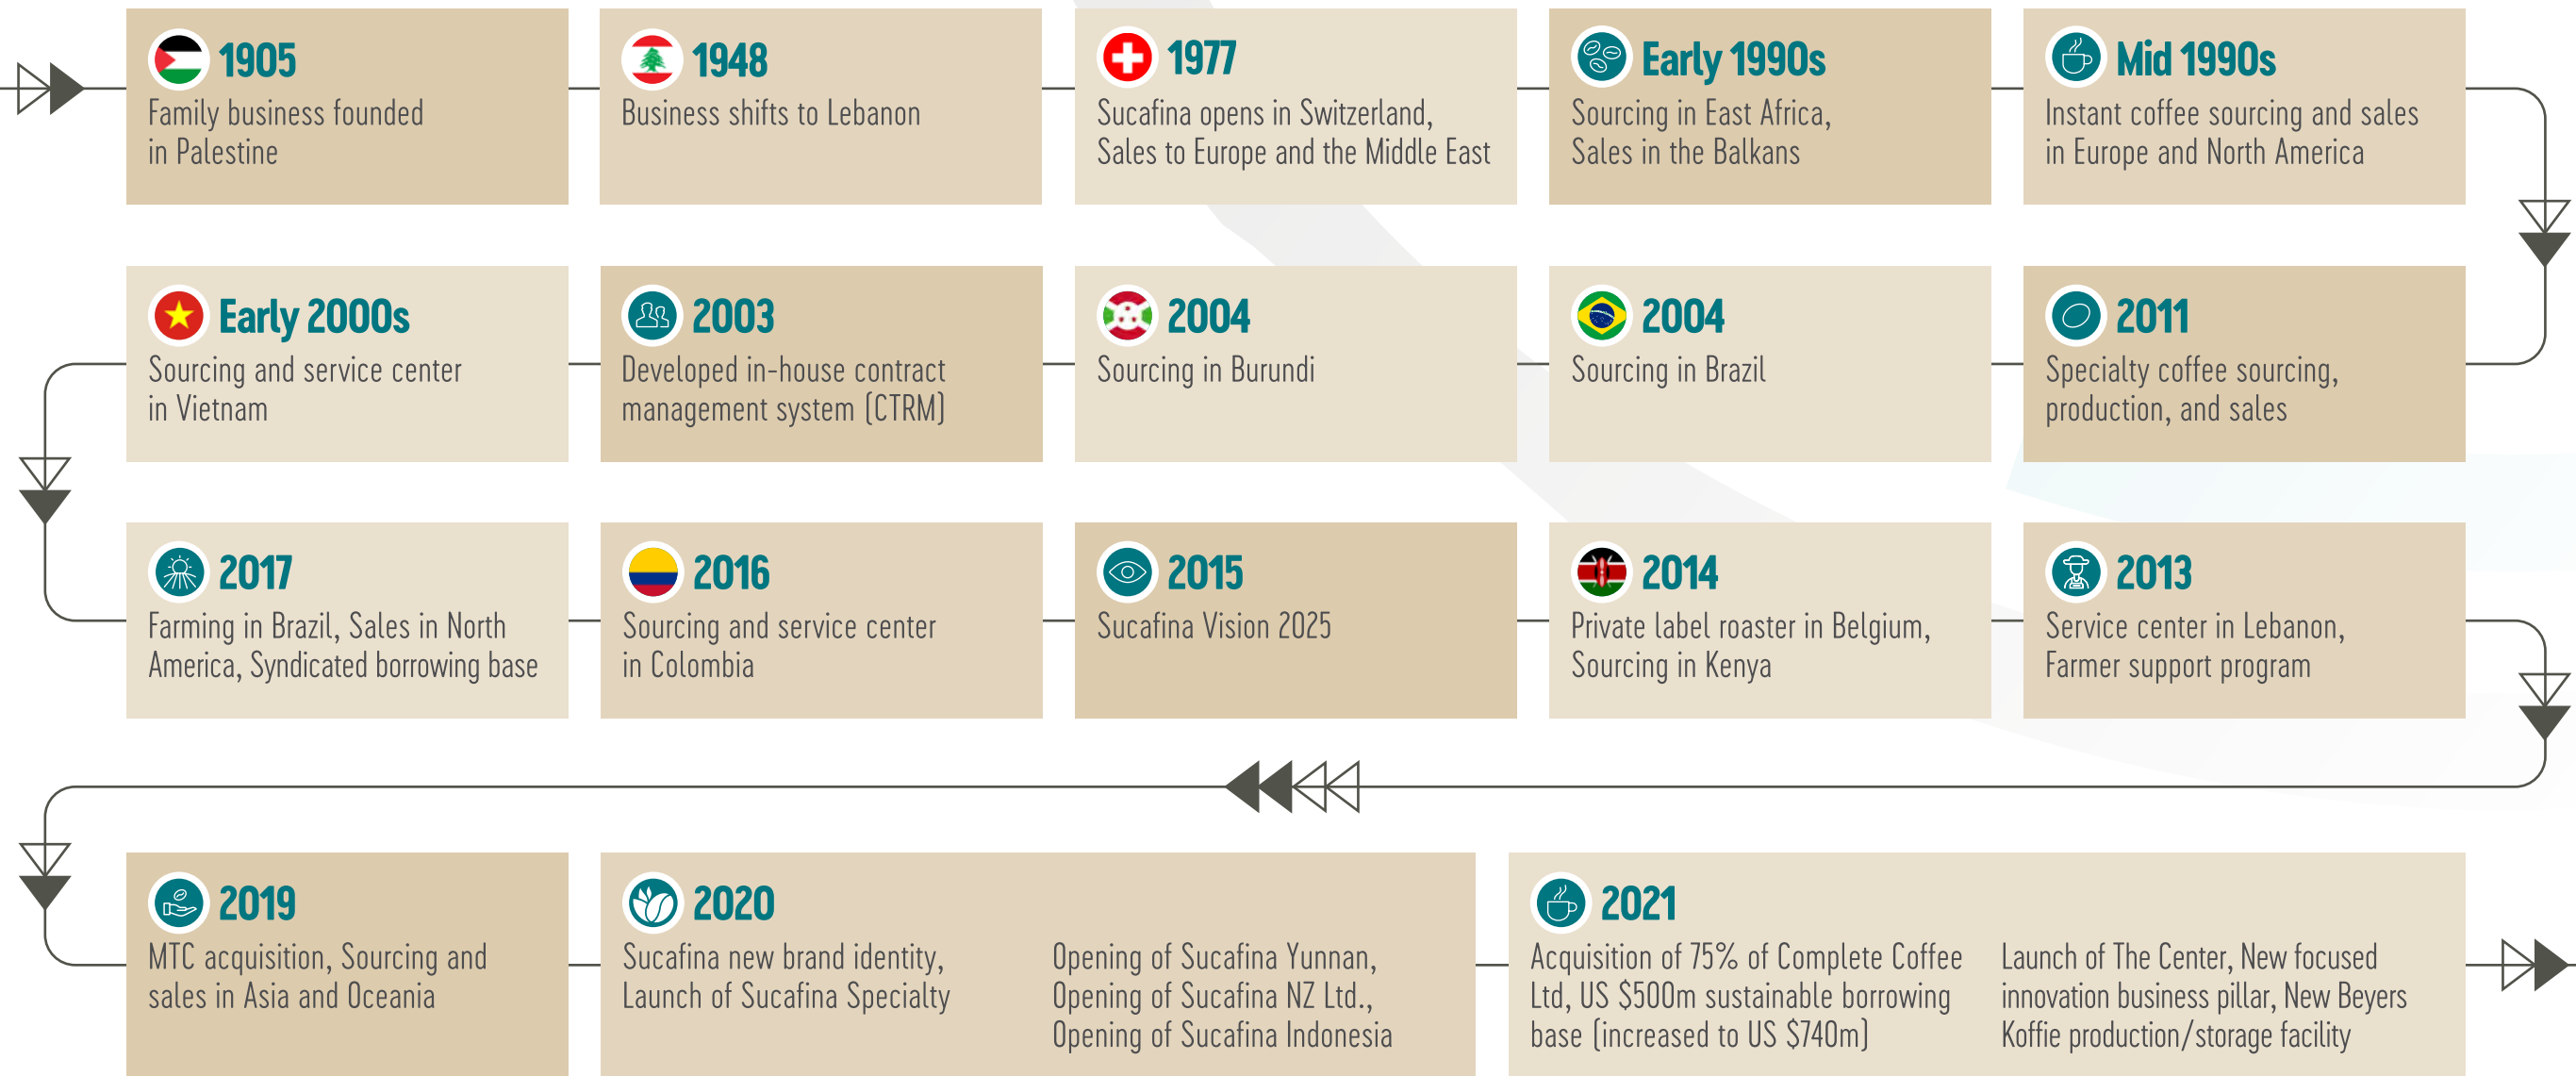 1905
Family business founded
in Palestine
1948
Business shifts to Lebanon
1977
Sucafina opens in Switzerland,
Sales to Europe and the Middle East
Early 1990s
Sourcing in East Africa,
Sales in the Balkans
Mid 1990s
Instant coffee sourcing and sales
in Europe and North America
Early 2000s
Sourcing and service center
in Vietnam
2003
Developed in-house contract
management system (CTRM)
2004
Sourcing in Burundi
2004
Sourcing in Brazil
2011
Specialty coffee sourcing,
production, and sales
2017
Farming in Brazil, Sales in North
America, Syndicated borrowing base
2016
Sourcing and service center
in Colombia
2015
Sucafina Vision 2025
2014
Private label roaster in Belgium,
Sourcing in Kenya
2013
Service center in Lebanon,
Farmer support program
2019
MTC acquisition, Sourcing and
sales in Asia and Oceania
2020
Sucafina new brand identity,
Launch of Sucafina Specialty
Opening of Sucafina Yunnan,
Opening of Sucafina NZ Ltd.,
Opening of Sucafina Indonesia
2021
Acquisition of 75% of Complete Coffee
Ltd, US $500m sustainable borrowing
base (increased to US $740m)
Launch of The Center, New focused
innovation business pillar, New Beyers
Koffie production/storage facility